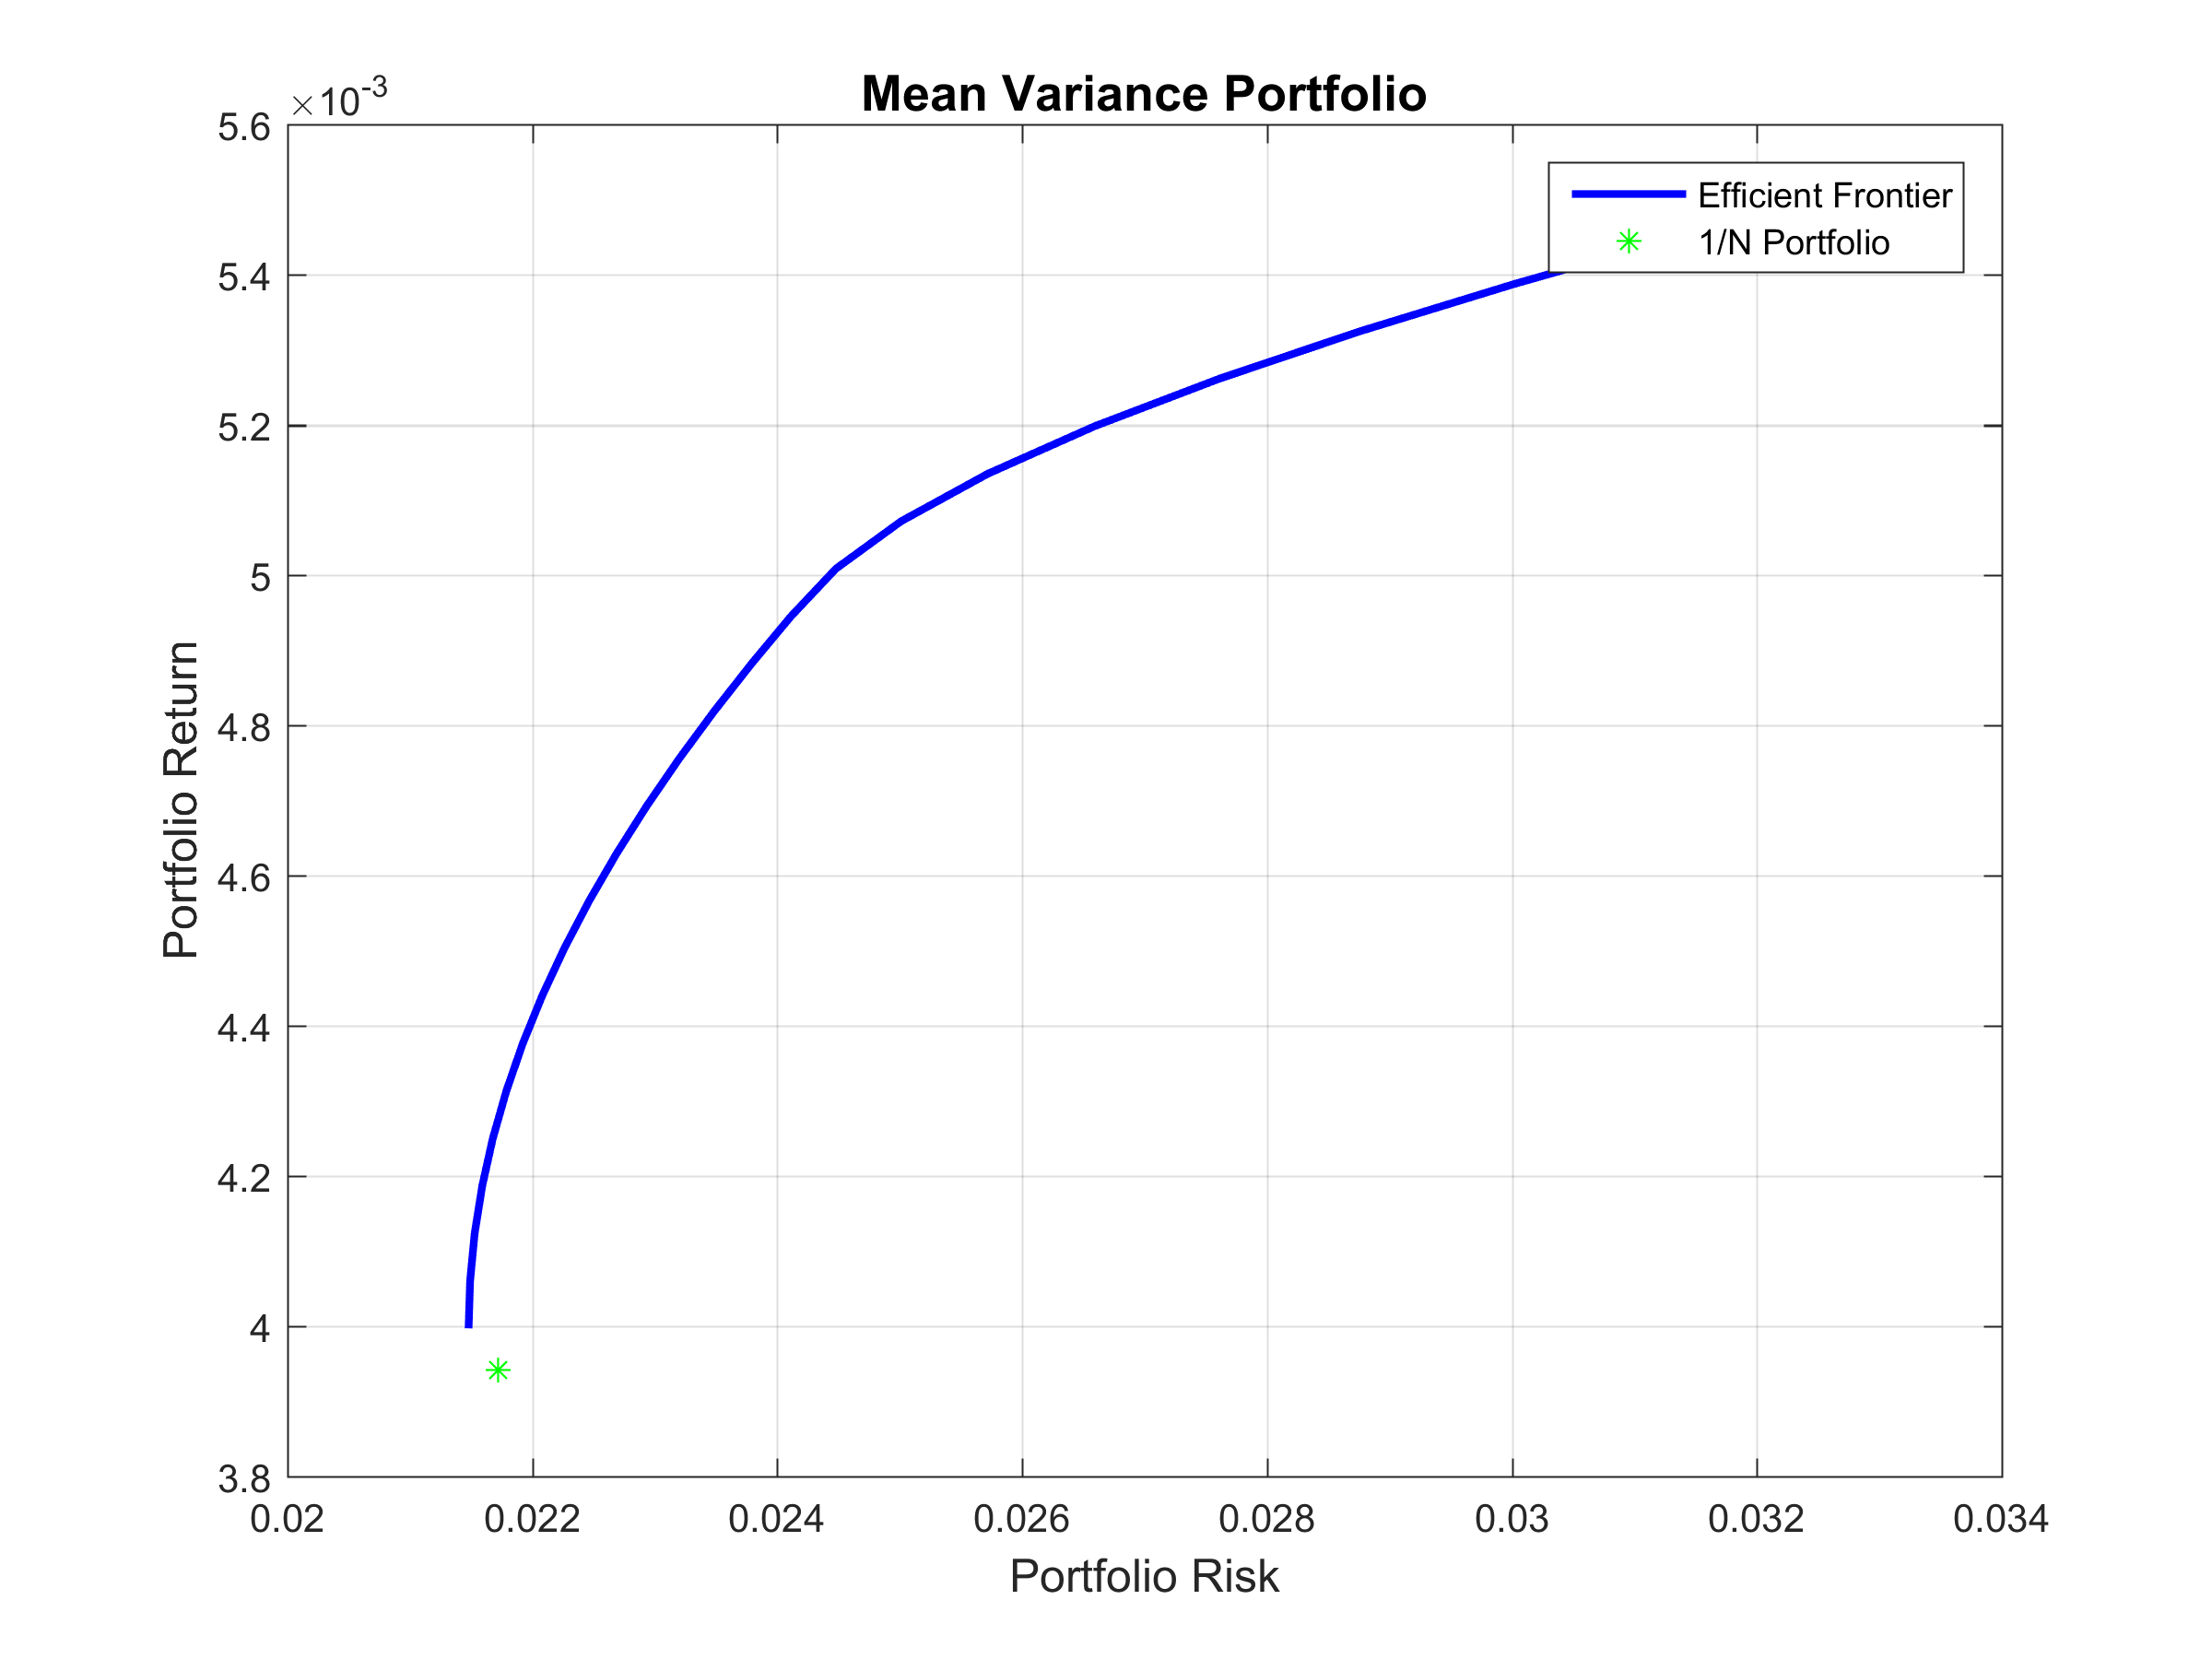 Mean Variance Portfolio
×10-3
5.6
5.4
5.2
5
4.8
4.6
4.4
4.2
4
3.8
Portfolio Return
Efficient Frontier
1/N Portfolio
0.02 0.022 0.024 0.026 0.028 0.03 0.032 0.034
Portfolio Risk